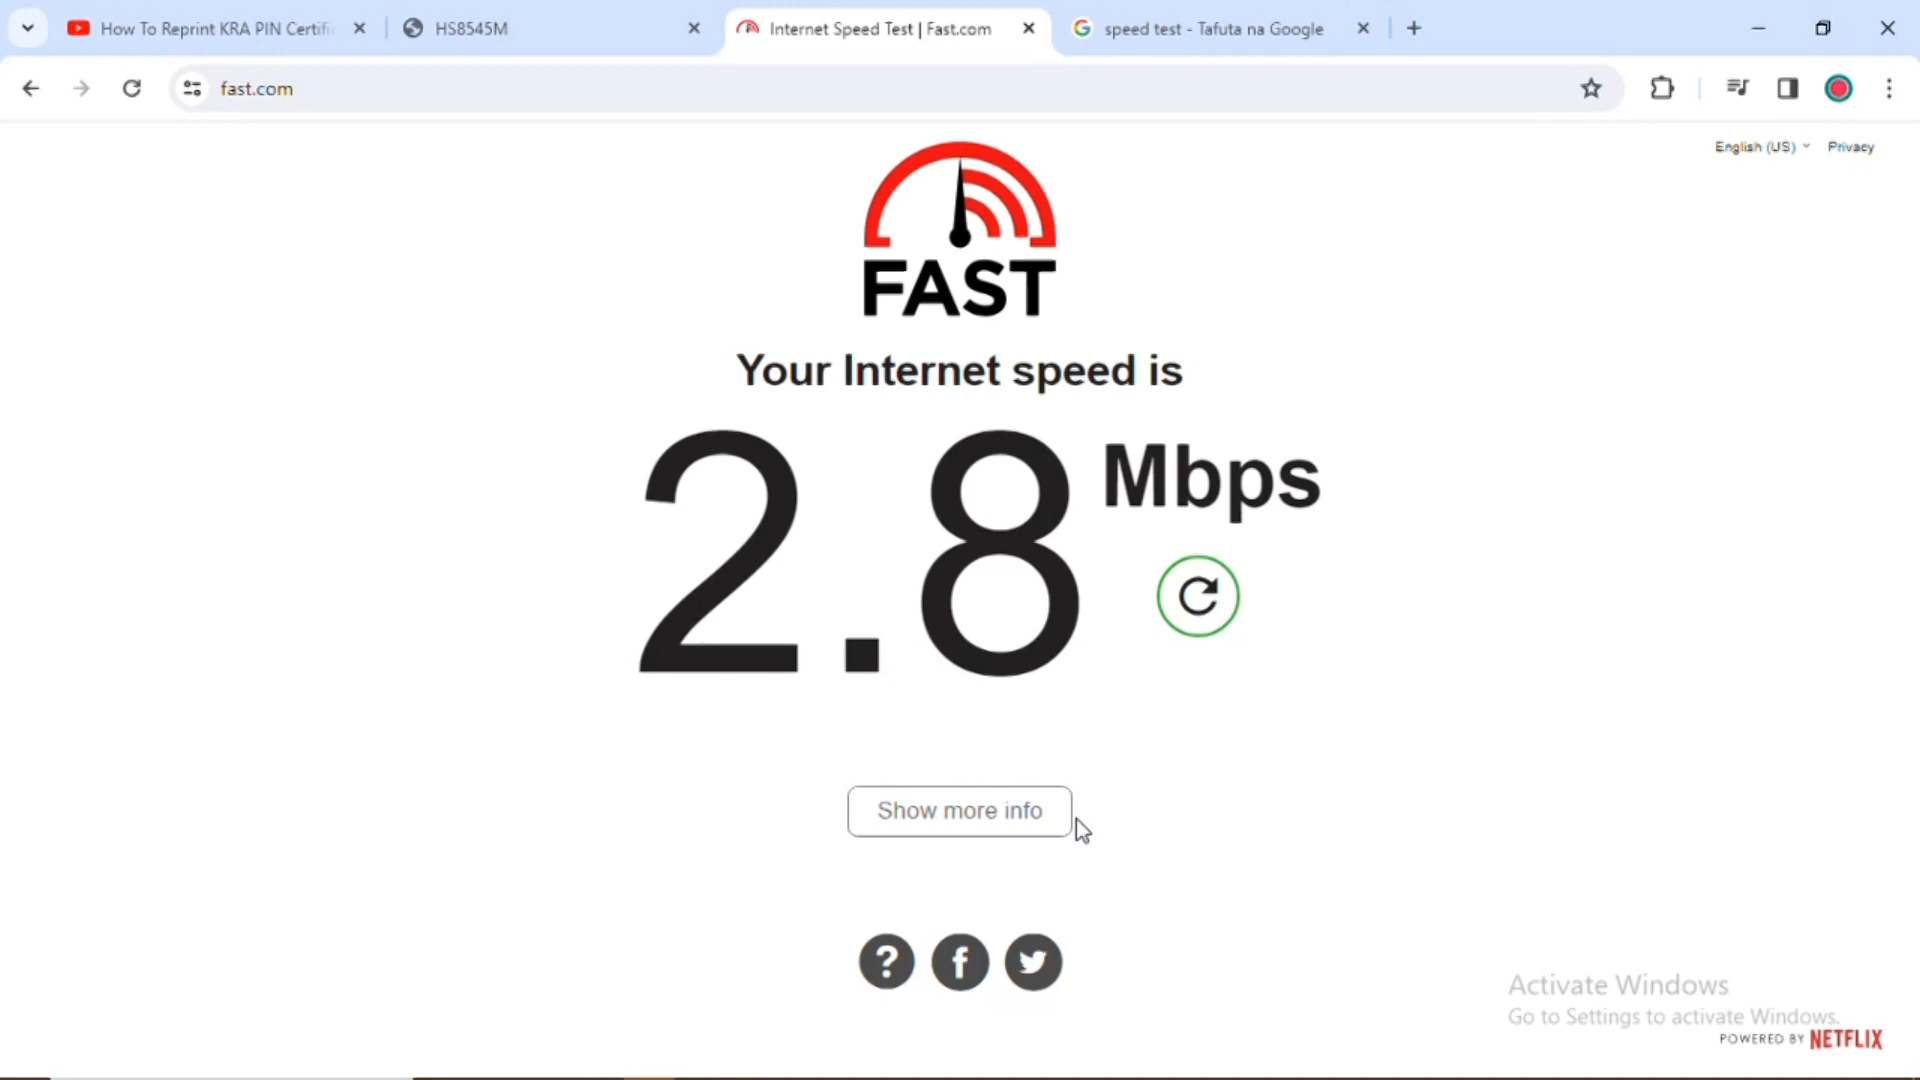 How To Reprint KRA PIN Certific
HS8545M
Internet Speed Test | Fast.com
speed test - Tafuta na Google
fast.com
English (US)
Privacy
FAST
Your Internet speed is
2.8 Mbps
Show more info
?
f
Activate Windows
Go to Settings to activate Windows.
POWERED BY NETFLIX